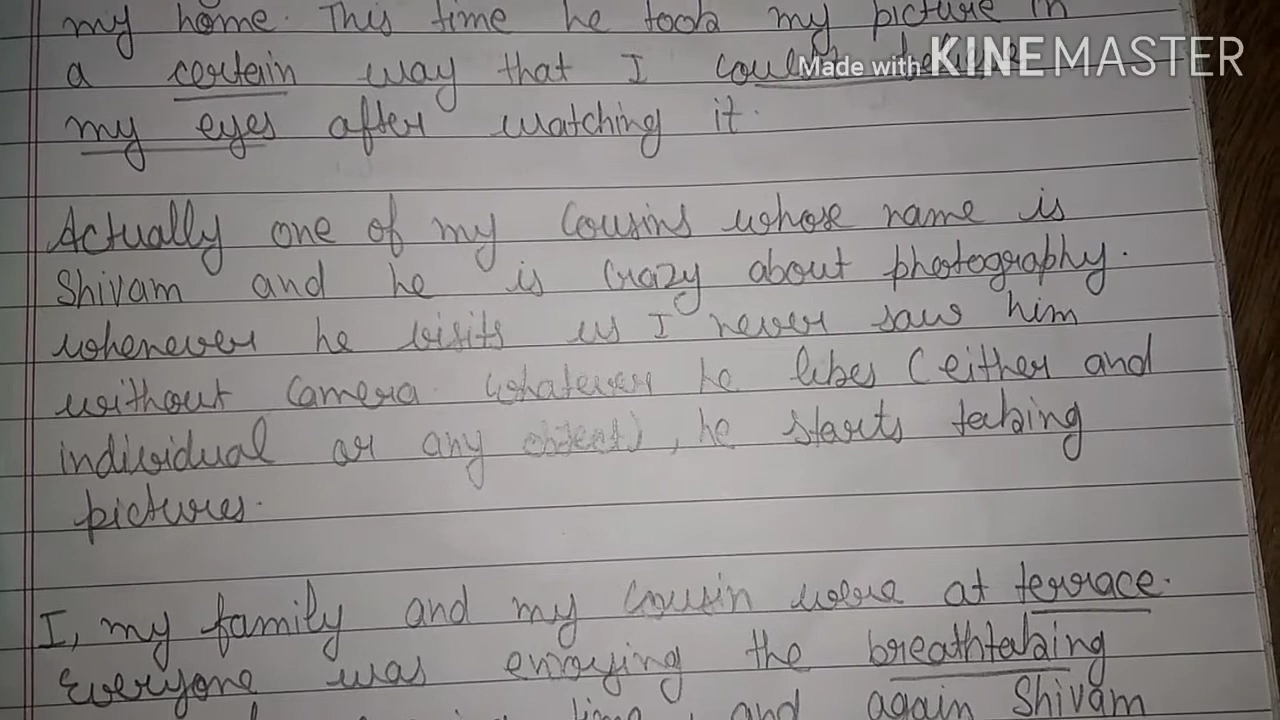 my home. This time he took my picture in
a certain way that I
Made with KINEMASTER
my eyes after watching it.
Actually one of my cousins whose name is
Shivam and he is crazy about photography.
whenever he visits us I never saw him
without camera. whatever he likes (either and
individual or any object), he starts taking
pictures.
I, my family and my cousin were at terrace.
Everyone was enjoying the breathtaking
time, and again Shivam